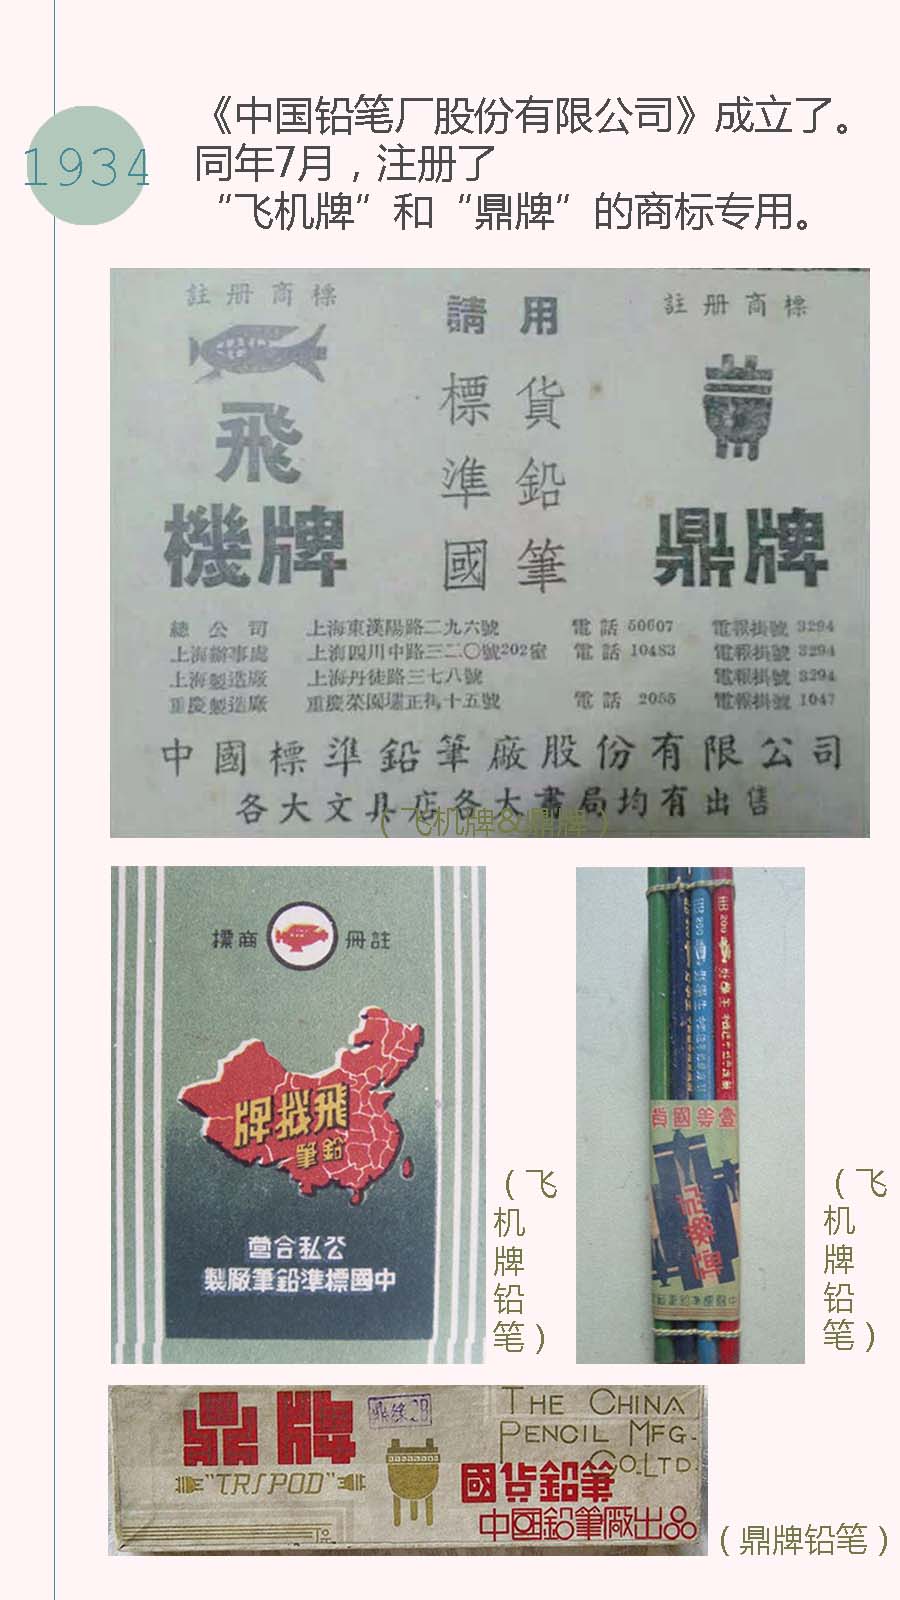 1934
《中国铅笔厂股份有限公司》成立了。
同年7月，注册了
“飞机牌”和“鼎牌”的商标专用。
註册商標
飛
機牌
請用
標貨
準鉛
國筆
註册商標
鼎牌
總公司 上海東漢陽路二九六號 電話 50607 電報掛號 3294
上海辦事處 上海四川中路三二〇號202室 電話 10483 電報掛號 3294
上海製造廠 上海丹徒路三七八號 電報掛號 3294
重慶製造廠 重慶菜園壩正街十五號 電話 2055 電報掛號 1047
中國標準鉛筆廠股份有限公司
各大文具店各大書局均有出售
（飞机牌&鼎牌）
標商 冊註
牌機飛
營合私公
製廠筆鉛準標國中
（飞机牌铅笔）
貨國等壹
飛機牌
（飞机牌铅笔）
鼎牌
"TRIPOD"
鼎綠2B
THE CHINA
PENCIL MFG.
CO. LTD.
國貨鉛筆
中國鉛筆廠出品
（鼎牌铅笔）